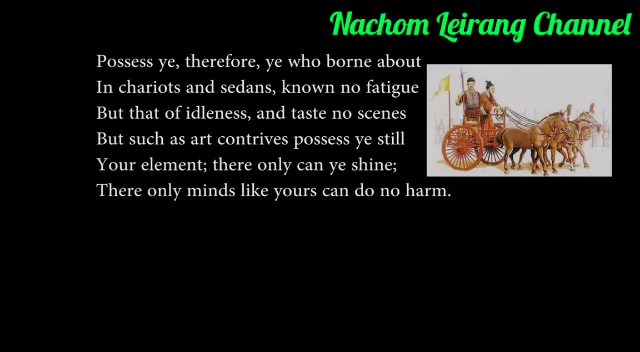 Nachom Leirang Channel
Possess ye, therefore, ye who borne about
In chariots and sedans, known no fatigue
But that of idleness, and taste no scenes
But such as art contrives possess ye still
Your element; there only can ye shine;
There only minds like yours can do no harm.